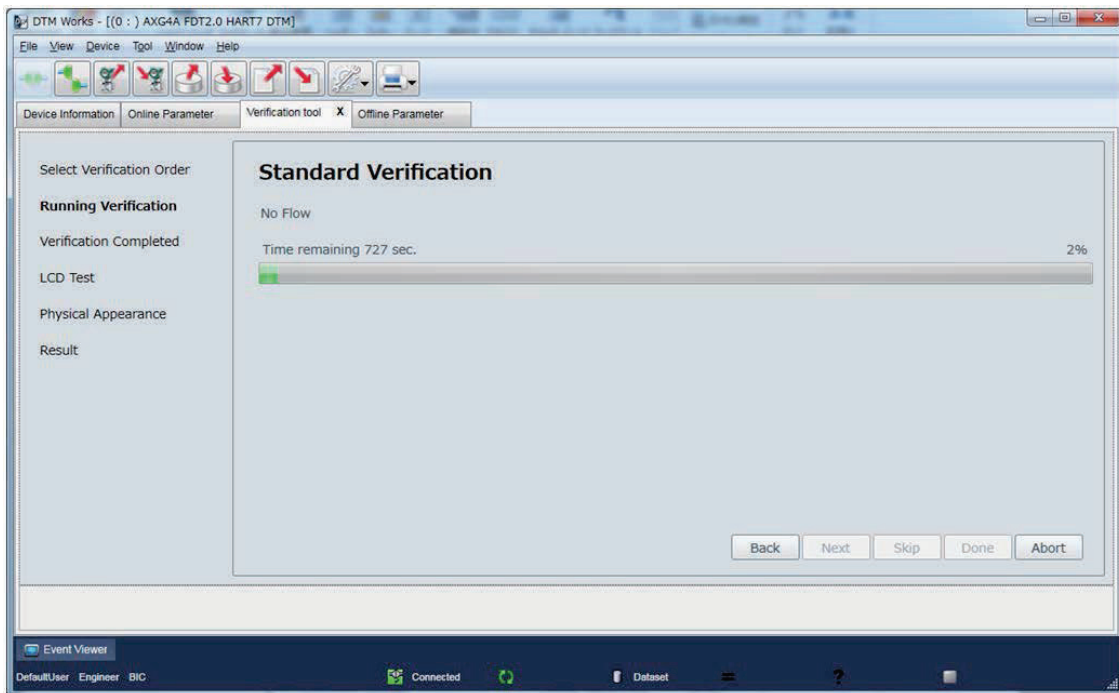 DTM Works - [(0 : ) AXG4A FDT2.0 HART7 DTM]
File View Device Tool Window Help
Device Information Online Parameter Verification tool X Offline Parameter
Select Verification Order
Running Verification
Verification Completed
LCD Test
Physical Appearance
Result
Standard Verification
No Flow
Time remaining 727 sec. 2%
Back Next Skip Done Abort
Event Viewer
DefaultUser Engineer BIC Connected Dataset = ?